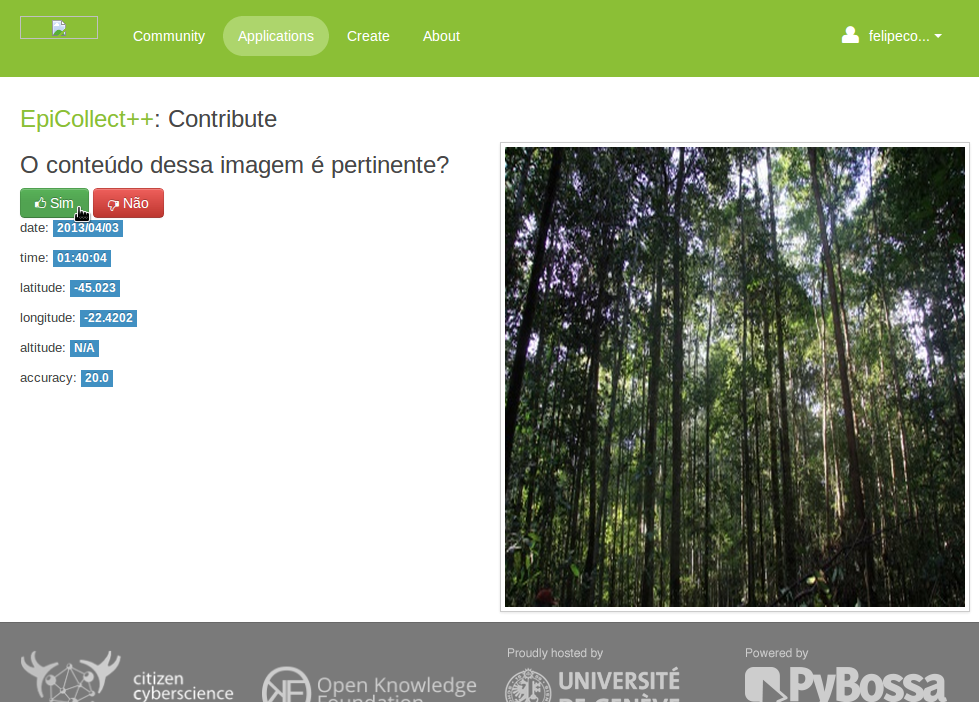 Community Applications Create About felipeco...
EpiCollect++: Contribute
O conteúdo dessa imagem é pertinente?
Sim Não
date: 2013/04/03
time: 01:40:04
latitude: -45.023
longitude: -22.4202
altitude: N/A
accuracy: 20.0
citizen
cyberscience
Open Knowledge
Foundation
Proudly hosted by
UNIVERSITÉ
DE GENÈVE
Powered by
PyBossa